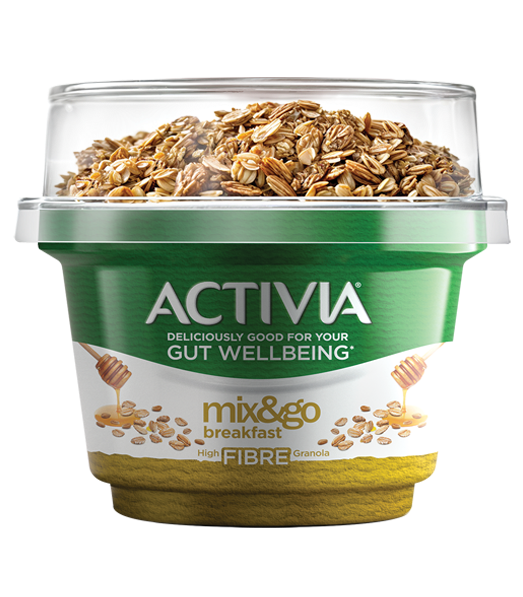 ACTIVIA®
DELICIOUSLY GOOD FOR YOUR
GUT WELLBEING*
mix&go
breakfast
High FIBRE Granola